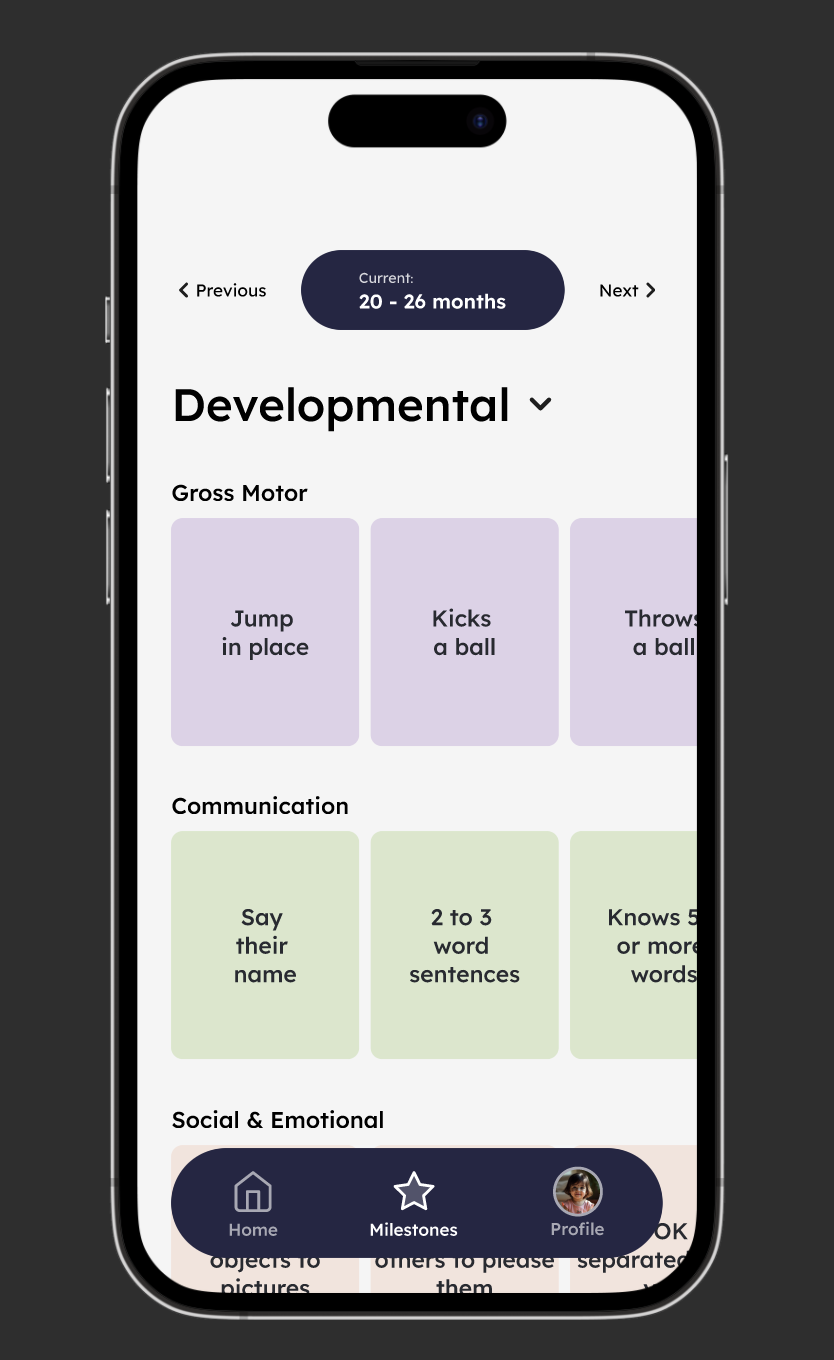 Previous
Current:
20 - 26 months
Next
Developmental
Gross Motor
Jump
in place
Kicks
a ball
Throws
a ball
Communication
Say
their
name
2 to 3
word
sentences
Knows 5
or more
words
Social & Emotional
Home
Milestones
Profile
objects to
pictures
others to please
them
OK
separated